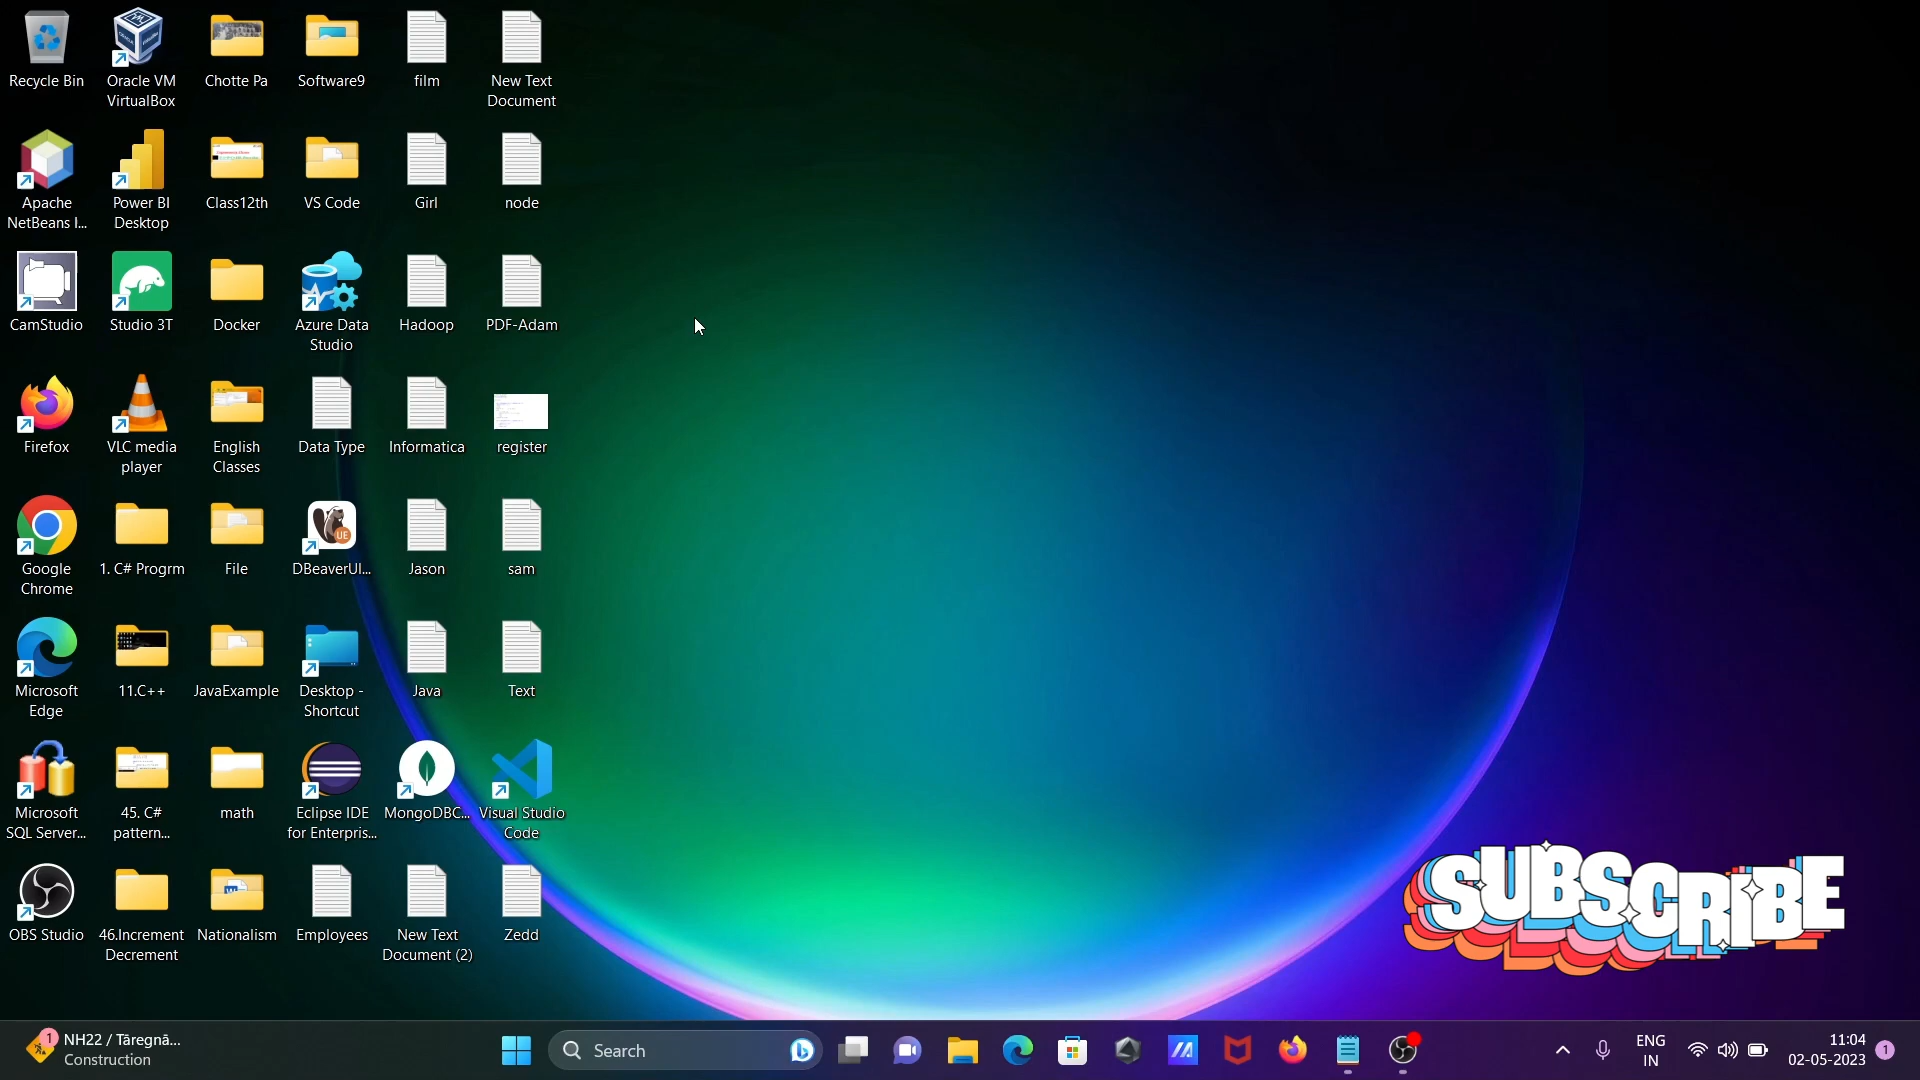 Recycle Bin
Oracle VM
VirtualBox
Chotte Pa
Software9
film
New Text
Document
Apache
NetBeans I...
Power BI
Desktop
Class12th
VS Code
Girl
node
CamStudio
Studio 3T
Docker
Azure Data
Studio
Hadoop
PDF-Adam
Firefox
VLC media
player
English
Classes
Data Type
Informatica
register
Google
Chrome
1. C# Progrm
File
UE
DBeaverUl...
Jason
sam
Microsoft
Edge
11.C++
JavaExample
Desktop -
Shortcut
Java
Text
Microsoft
SQL Server...
45. C#
pattern...
math
Eclipse IDE
for Enterpris...
MongoDBC...
Visual Studio
Code
OBS Studio
46.Increment
Decrement
Nationalism
Employees
New Text
Document (2)
Zedd
SUBSCRIBE
1
NH22 / Tāregnā...
Construction
Search
ENG
IN
11:04
02-05-2023
1